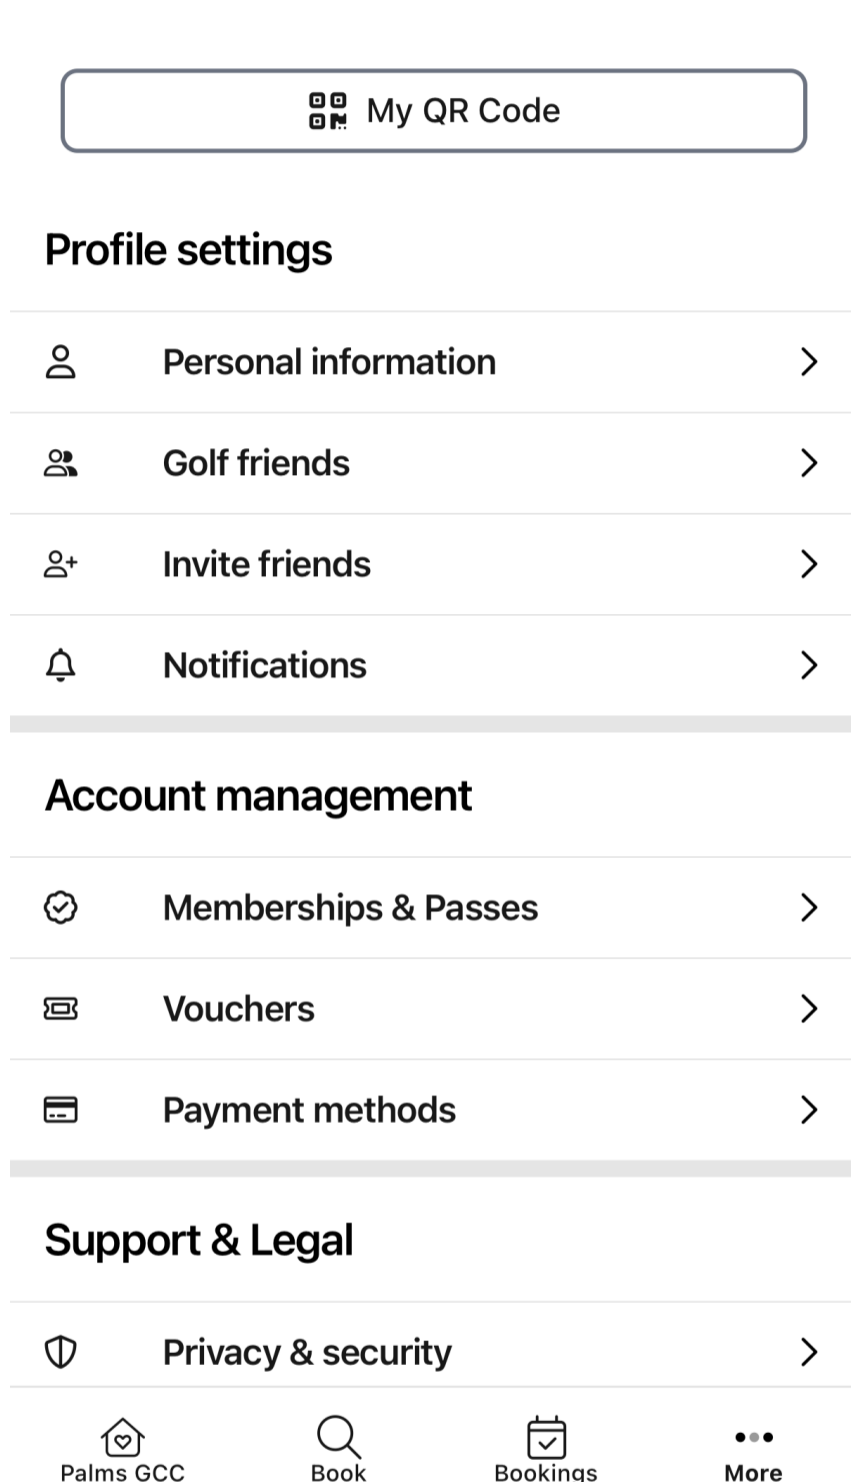 My QR Code
Profile settings
Personal information
Golf friends
Invite friends
Notifications
Account management
Memberships & Passes
Vouchers
Payment methods
Support & Legal
Privacy & security
Palms GCC
Book
Bookings
More